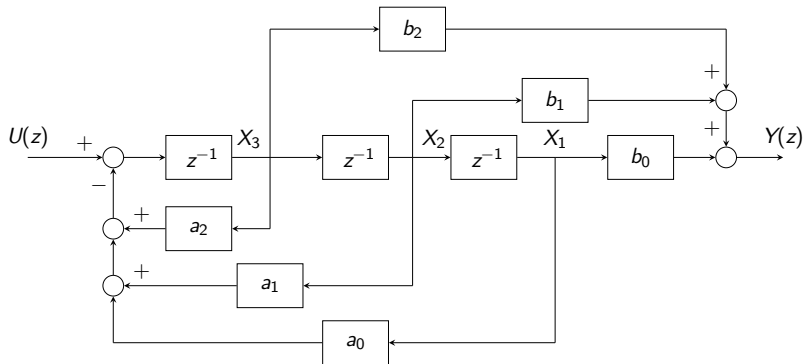 b₂
+
b₁
U(z) + z⁻¹ X₃ z⁻¹ X₂ z⁻¹ X₁ b₀ + Y(z)
−
+ a₂
+ a₁
a₀